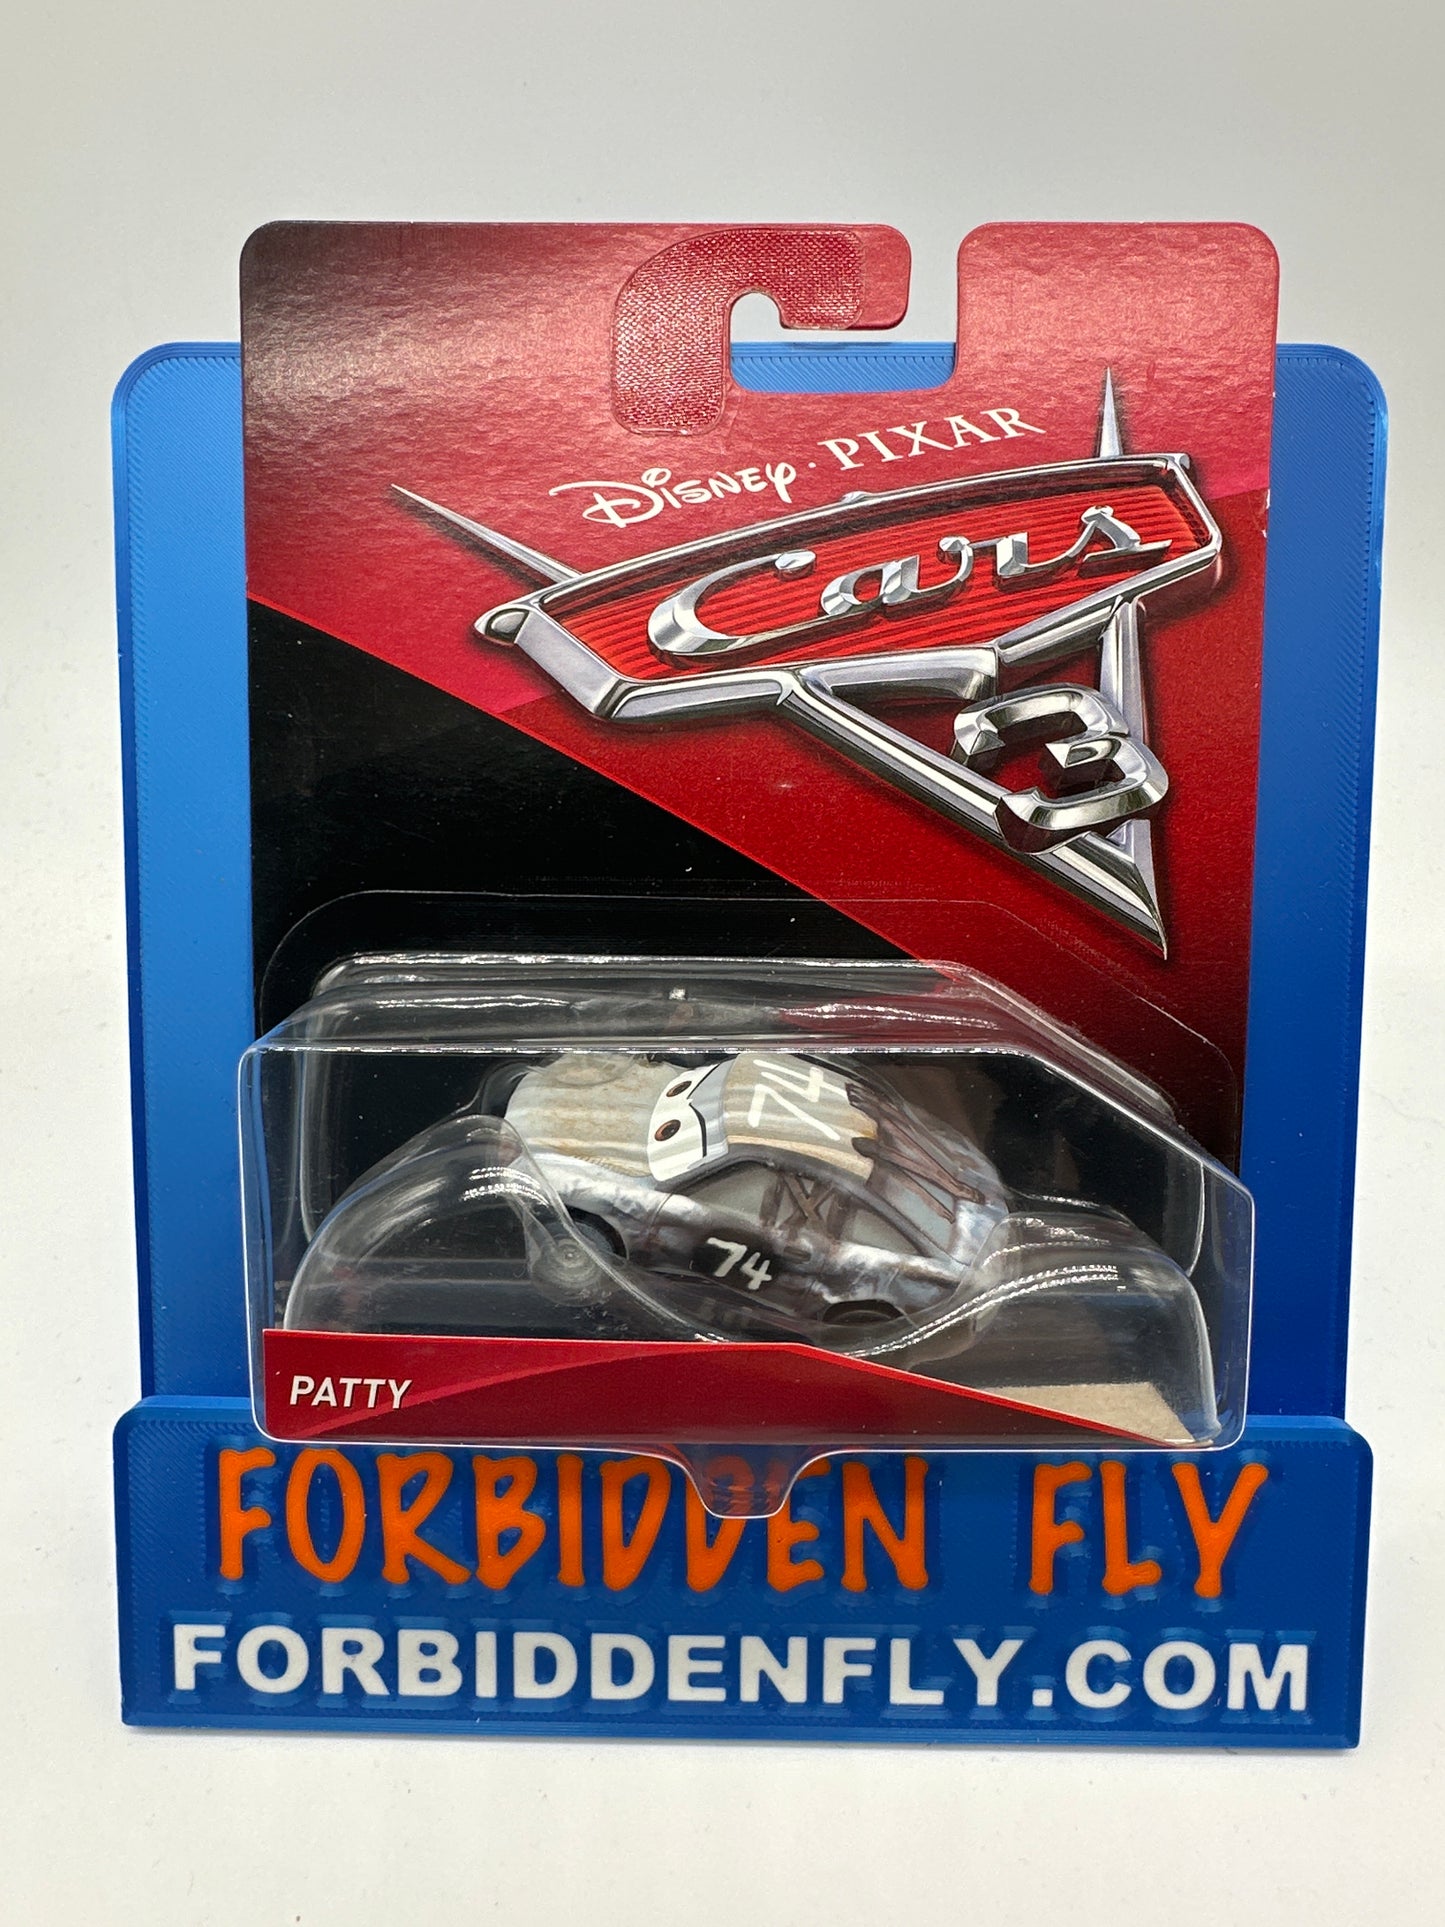 DISNEY · PIXAR
Cars
3
74
74
PATTY
FORBIDDEN FLY
FORBIDDENFLY.COM